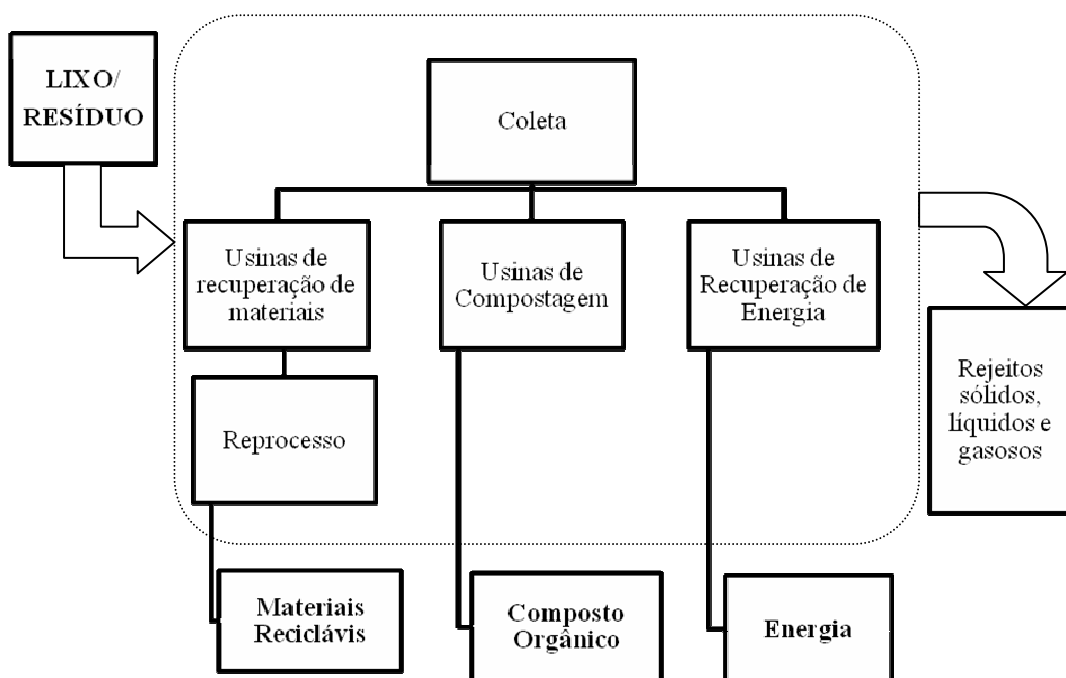 LIXO/
RESÍDUO
Coleta
Usinas de
recuperação de
materiais
Usinas de
Compostagem
Usinas de
Recuperação de
Energia
Reprocesso
Rejeitos
sólidos,
líquidos e
gasosos
Materiais
Reciclávis
Composto
Orgânico
Energia